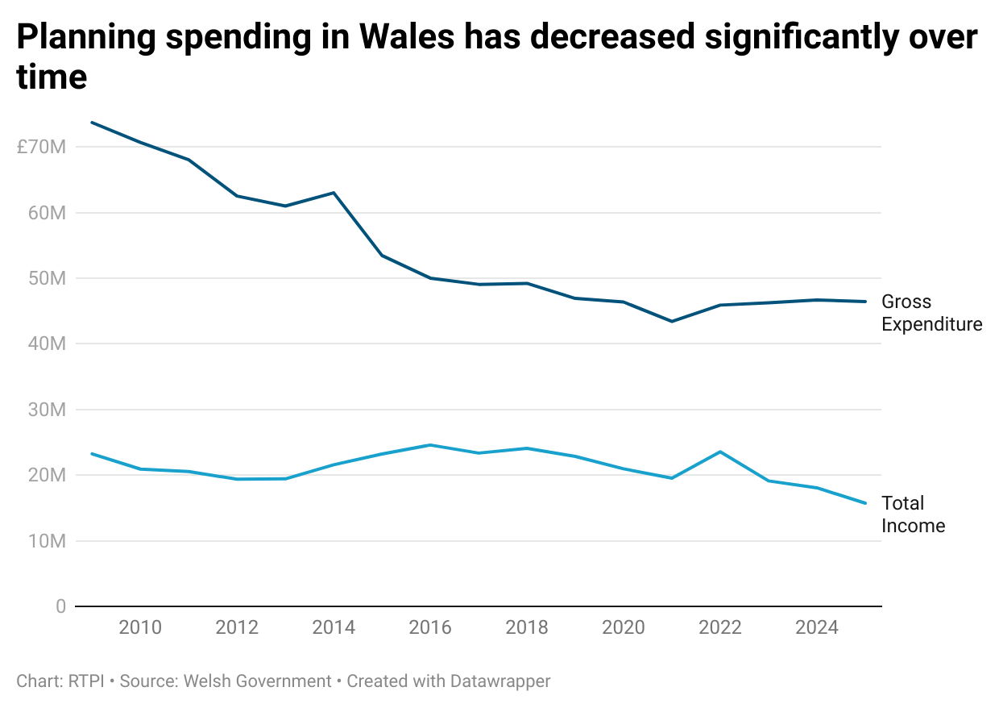 Planning spending in Wales has decreased significantly over
time
£70M
60M
50M
40M
30M
20M
10M
0
Gross
Expenditure
Total
Income
2010 2012 2014 2016 2018 2020 2022 2024
Chart: RTPI • Source: Welsh Government • Created with Datawrapper